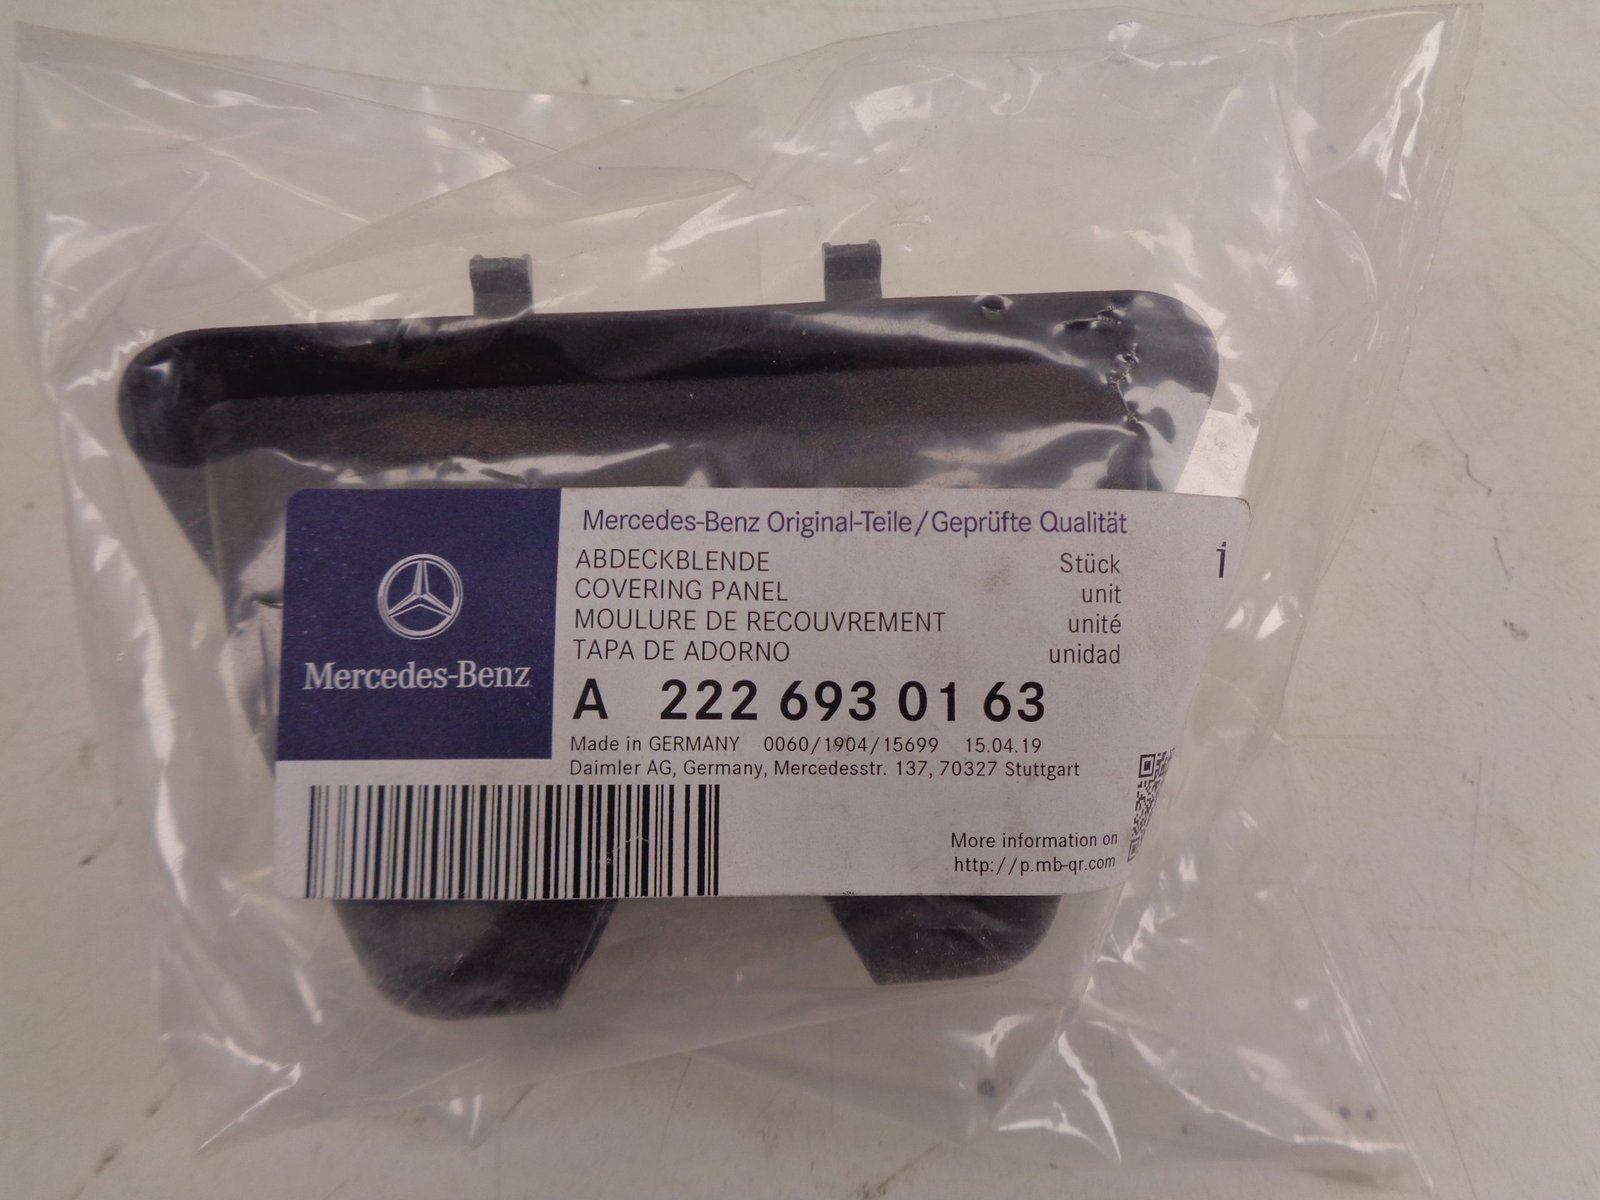 Mercedes-Benz
Mercedes-Benz Original-Teile/Geprüfte Qualität
ABDECKBLENDE Stück
COVERING PANEL unit
MOULURE DE RECOUVREMENT unité
TAPA DE ADORNO unidad
A 222 693 01 63
Made in GERMANY 0060/1904/15699 15.04.19
Daimler AG, Germany, Mercedesstr. 137, 70327 Stuttgart
More information on
http://p.mb-qr.com